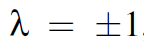 λ = ±1.